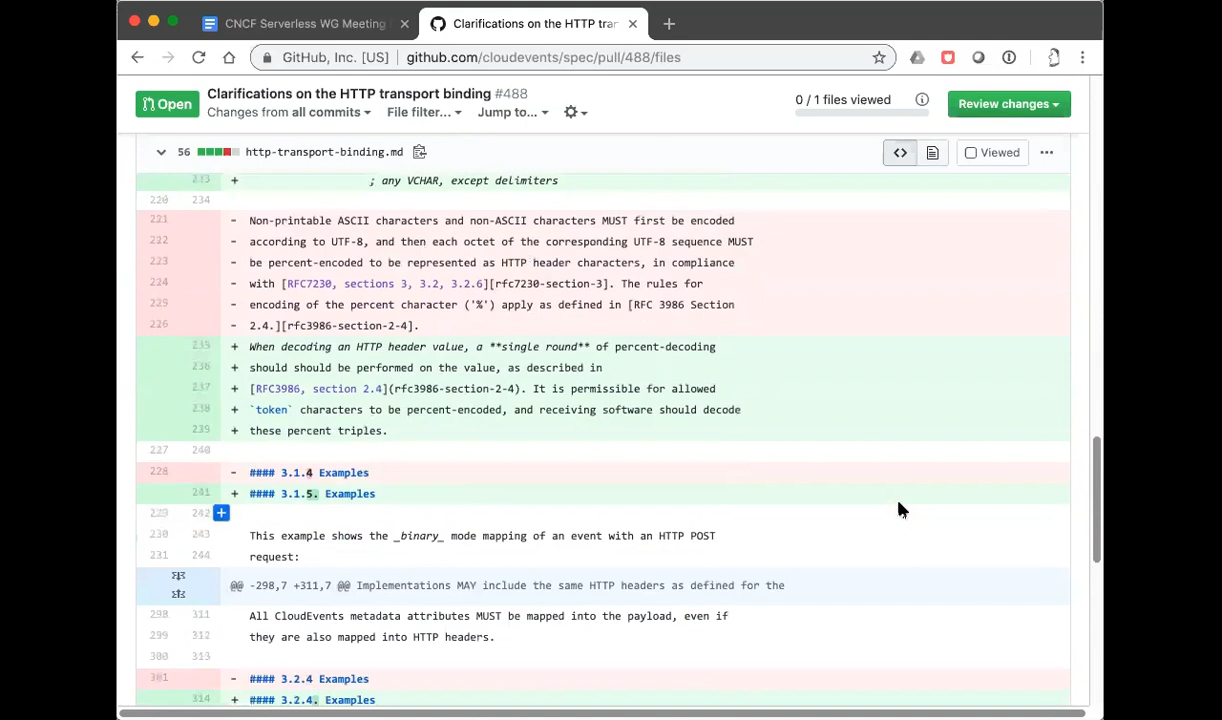 CNCF Serverless WG Meeting
Clarifications on the HTTP tran
GitHub, Inc. [US] github.com/cloudevents/spec/pull/488/files
Open
Clarifications on the HTTP transport binding #488
Changes from all commits File filter... Jump to...
0 / 1 files viewed
Review changes
56 http-transport-binding.md
Viewed
233 + ; any VCHAR, except delimiters
220 234
221 - Non-printable ASCII characters and non-ASCII characters MUST first be encoded
222 - according to UTF-8, and then each octet of the corresponding UTF-8 sequence MUST
223 - be percent-encoded to be represented as HTTP header characters, in compliance
224 - with [RFC7230, sections 3, 3.2, 3.2.6][rfc7230-section-3]. The rules for
225 - encoding of the percent character ('%') apply as defined in [RFC 3986 Section
226 - 2.4.][rfc3986-section-2-4].
235 + When decoding an HTTP header value, a **single round** of percent-decoding
236 + should should be performed on the value, as described in
237 + [RFC3986, section 2.4](rfc3986-section-2-4). It is permissible for allowed
238 + `token` characters to be percent-encoded, and receiving software should decode
239 + these percent triples.
227 240
228 - #### 3.1.4 Examples
241 + #### 3.1.5. Examples
229 242 +
230 243 This example shows the _binary_ mode mapping of an event with an HTTP POST
231 244 request:
@@ -298,7 +311,7 @@ Implementations MAY include the same HTTP headers as defined for the
298 311 All CloudEvents metadata attributes MUST be mapped into the payload, even if
299 312 they are also mapped into HTTP headers.
300 313
301 - #### 3.2.4 Examples
314 + #### 3.2.4. Examples